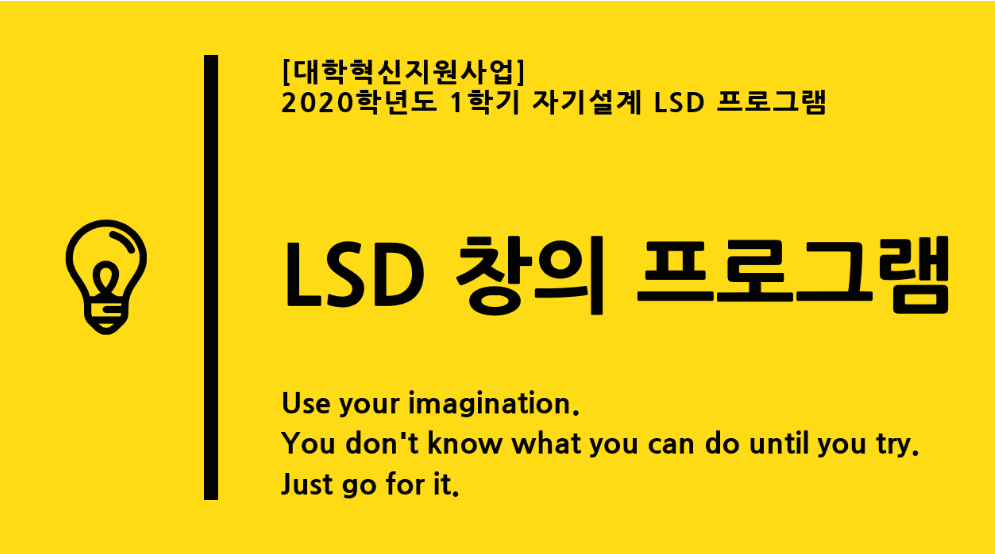 [대학혁신지원사업]
2020학년도 1학기 자기설계 LSD 프로그램
LSD 창의 프로그램
Use your imagination.
You don't know what you can do until you try.
Just go for it.